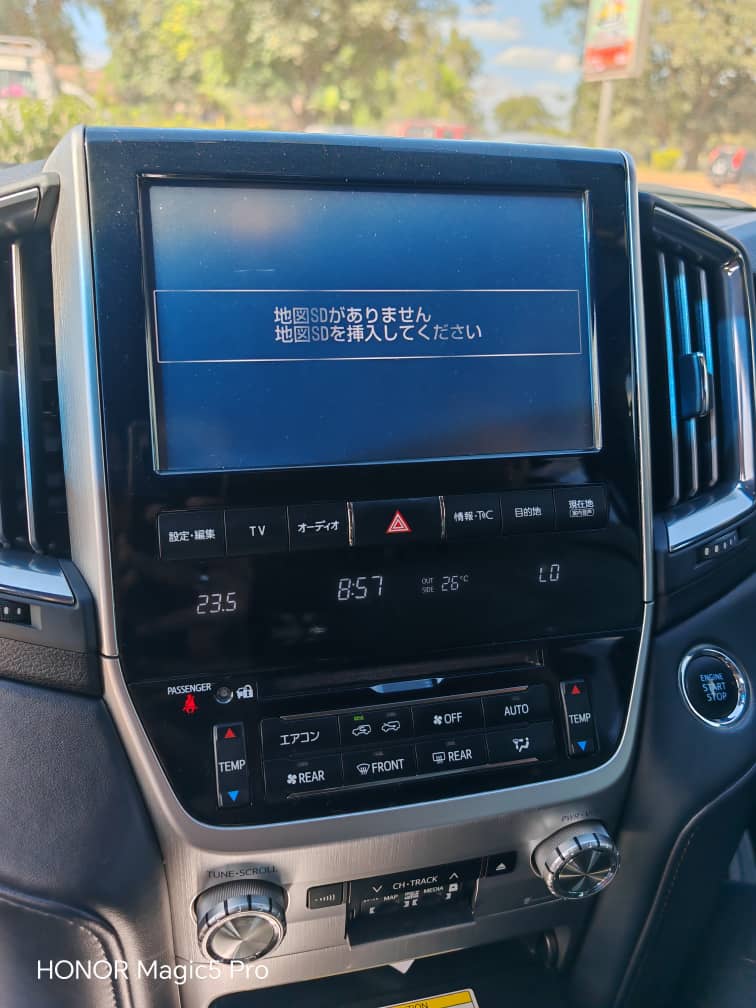 地図SDがありません
地図SDを挿入してください
設定・編集
TV
オーディオ
情報・T&C
目的地
現在地
23.5
8:57
OUT SIDE 26°C
LO
PASSENGER
ENGINE
START
STOP
TEMP
エアコン
OFF
AUTO
TEMP
REAR
FRONT
REAR
TUNE・SCROLL
CH・TRACK
MAP
MEDIA
HONOR Magic5 Pro